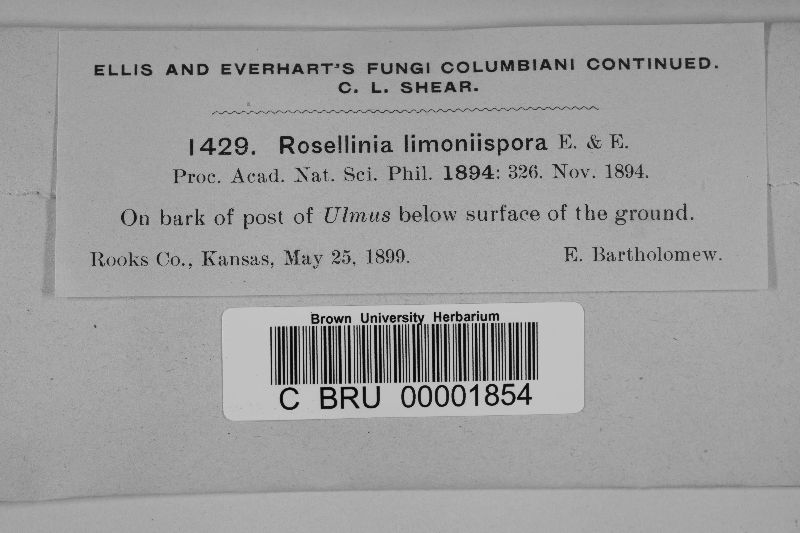 ELLIS AND EVERHART'S FUNGI COLUMBIANI CONTINUED.
C. L. SHEAR.
1429. Rosellinia limoniispora E. & E.
Proc. Acad. Nat. Sci. Phil. 1894: 326. Nov. 1894.
On bark of post of Ulmus below surface of the ground.
Rooks Co., Kansas, May 25, 1899. E. Bartholomew.
Brown University Herbarium
C BRU 00001854